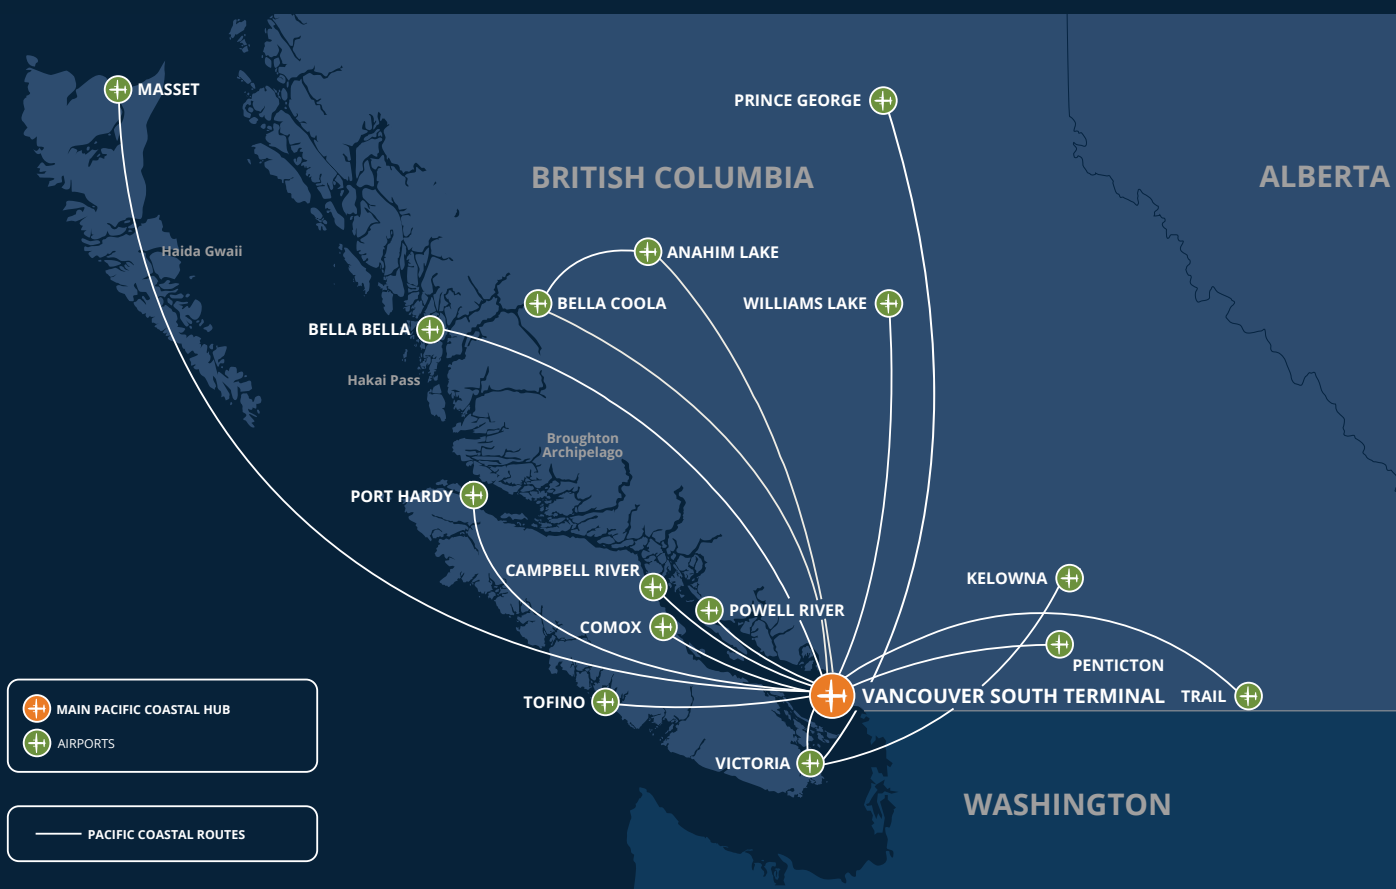 MASSET
PRINCE GEORGE
BRITISH COLUMBIA
ALBERTA
Haida Gwaii
ANAHIM LAKE
BELLA COOLA
WILLIAMS LAKE
BELLA BELLA
Hakai Pass
Broughton
Archipelago
PORT HARDY
CAMPBELL RIVER
KELOWNA
POWELL RIVER
COMOX
PENTICTON
VANCOUVER SOUTH TERMINAL
TRAIL
TOFINO
MAIN PACIFIC COASTAL HUB
AIRPORTS
VICTORIA
WASHINGTON
PACIFIC COASTAL ROUTES